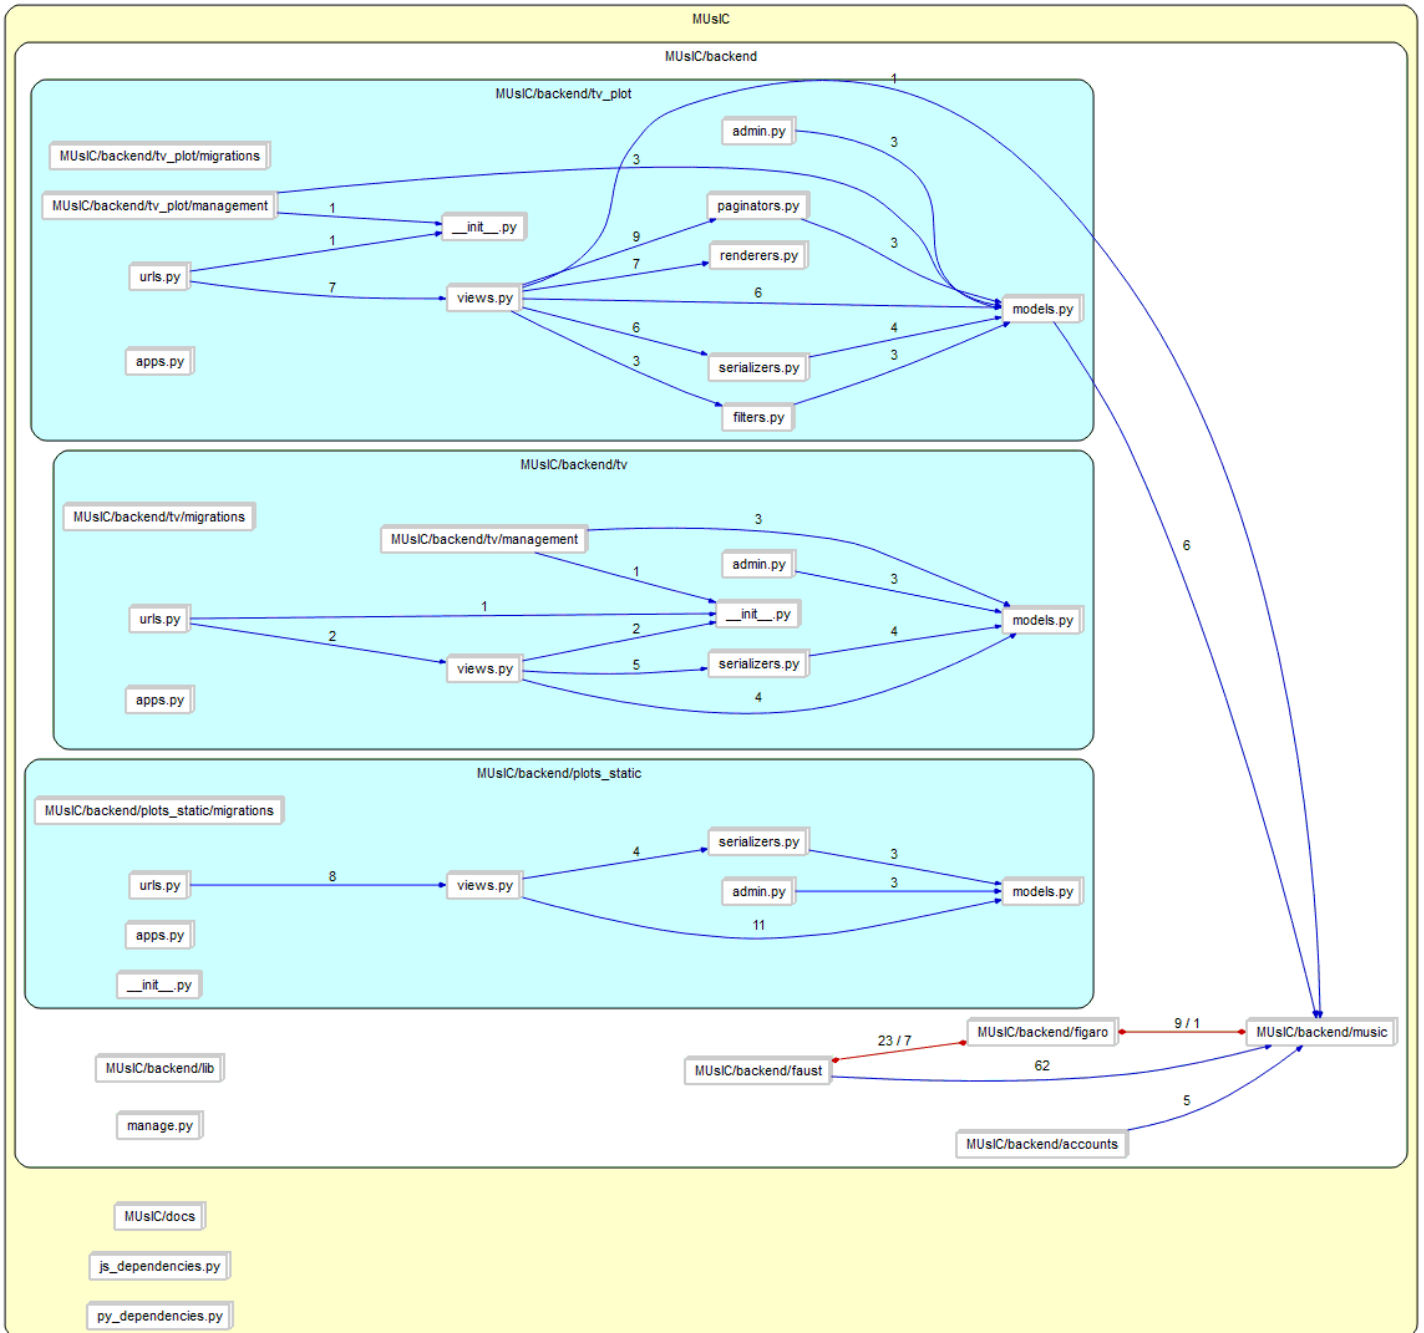 MUsIC
MUsIC/backend
MUsIC/backend/tv_plot
1
admin.py
3
MUsIC/backend/tv_plot/migrations
3
MUsIC/backend/tv_plot/management
1
paginators.py
__init__.py
9
3
1
renderers.py
7
urls.py
7
views.py
6
models.py
6
4
3
3
apps.py
serializers.py
filters.py
MUsIC/backend/tv
MUsIC/backend/tv/migrations
3
MUsIC/backend/tv/management
6
admin.py
1
3
urls.py
1
__init__.py
models.py
2
2
4
views.py
5
serializers.py
apps.py
4
MUsIC/backend/plots_static
MUsIC/backend/plots_static/migrations
serializers.py
4
3
urls.py
8
views.py
admin.py
3
models.py
11
apps.py
__init__.py
9 / 1
MUsIC/backend/figaro
MUsIC/backend/music
23 / 7
MUsIC/backend/lib
MUsIC/backend/faust
62
5
manage.py
MUsIC/backend/accounts
MUsIC/docs
js_dependencies.py
py_dependencies.py